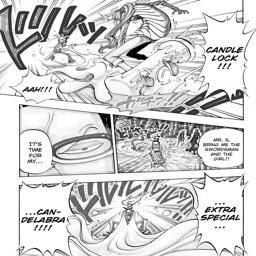 CANDLE
LOCK
!!!
AAH!!!
MR. 5,
BRING ME THE
SWORDSMAN
AND THE
GIRL!!
IT'S
TIME
FOR
MY...
...EXTRA
SPECIAL...
...CAN-
DELABRA
!!!!